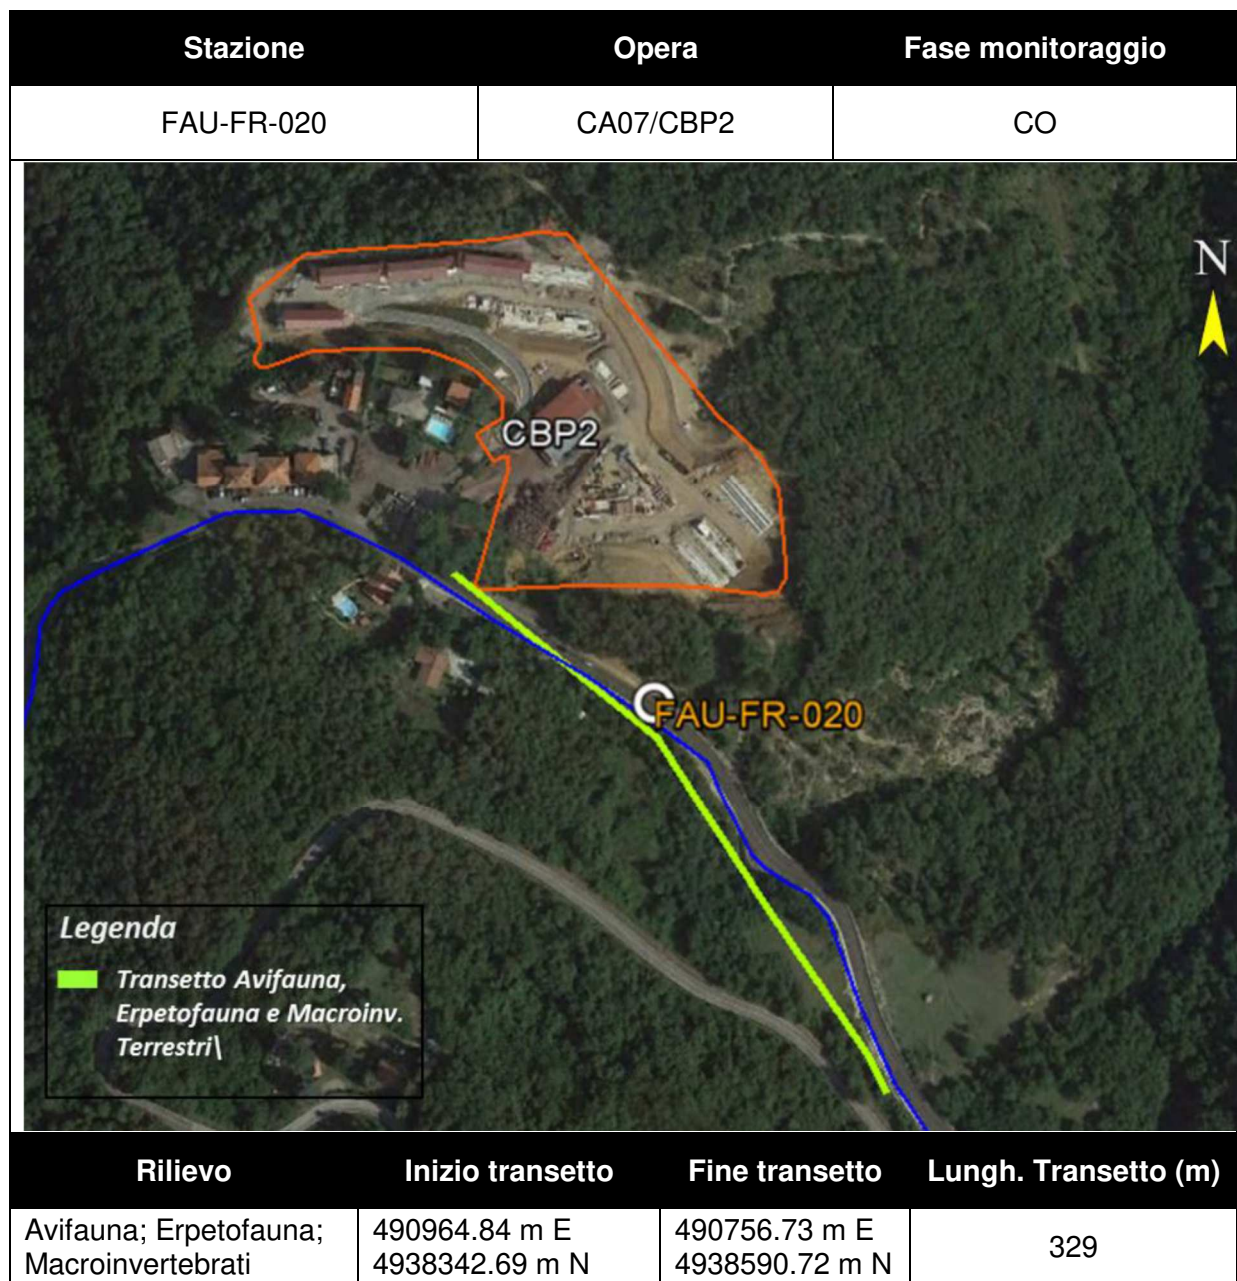 Stazione Opera Fase monitoraggio
FAU-FR-020 CA07/CBP2 CO
N
CBP2
FAU-FR-020
Legenda
Transetto Avifauna,
Erpetofauna e Macroinv.
Terrestri\
Rilievo Inizio transetto Fine transetto Lungh. Transetto (m)
Avifauna; Erpetofauna; 490964.84 m E 490756.73 m E 329
Macroinvertebrati 4938342.69 m N 4938590.72 m N